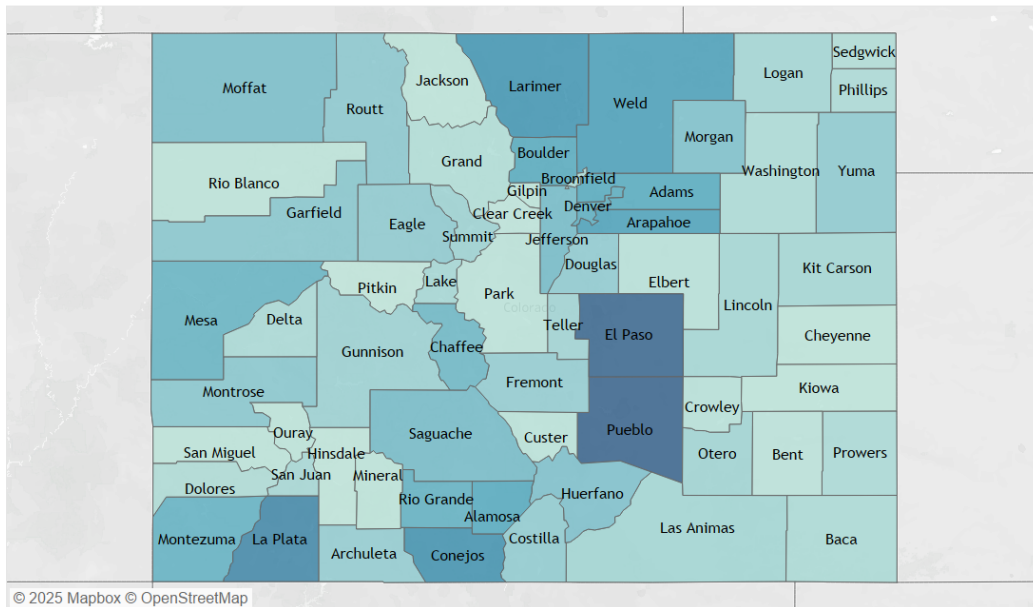 Sedgwick
Logan
Jackson
Larimer
Moffat
Phillips
Weld
Routt
Morgan
Boulder
Grand
Washington
Yuma
Broomfield
Rio Blanco
Gilpin
Adams
Denver
Garfield
Clear Creek
Eagle
Arapahoe
Summit
Jefferson
Douglas
Kit Carson
Lake
Elbert
Pitkin
Park
Lincoln
Colorado
Mesa
Delta
Teller
El Paso
Cheyenne
Chaffee
Gunnison
Fremont
Kiowa
Montrose
Crowley
Pueblo
Ouray
Saguache
Custer
San Miguel
Hinsdale
Otero
Bent
Prowers
San Juan
Mineral
Dolores
Huerfano
Rio Grande
Alamosa
Las Animas
Montezuma
La Plata
Costilla
Baca
Archuleta
Conejos
© 2025 Mapbox © OpenStreetMap